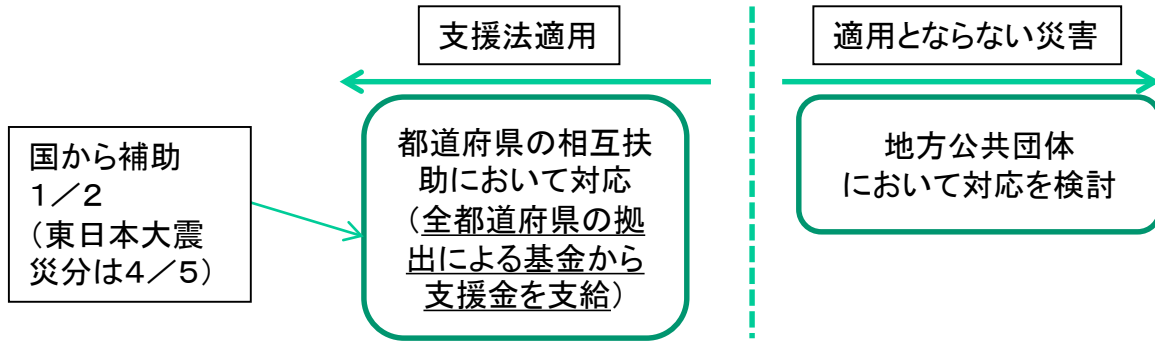 支援法適用
適用とならない災害
国から補助
1／2
（東日本大震
災分は4／5）
都道府県の相互扶
助において対応
（全都道府県の拠
出による基金から
支援金を支給）
地方公共団体
において対応を検討